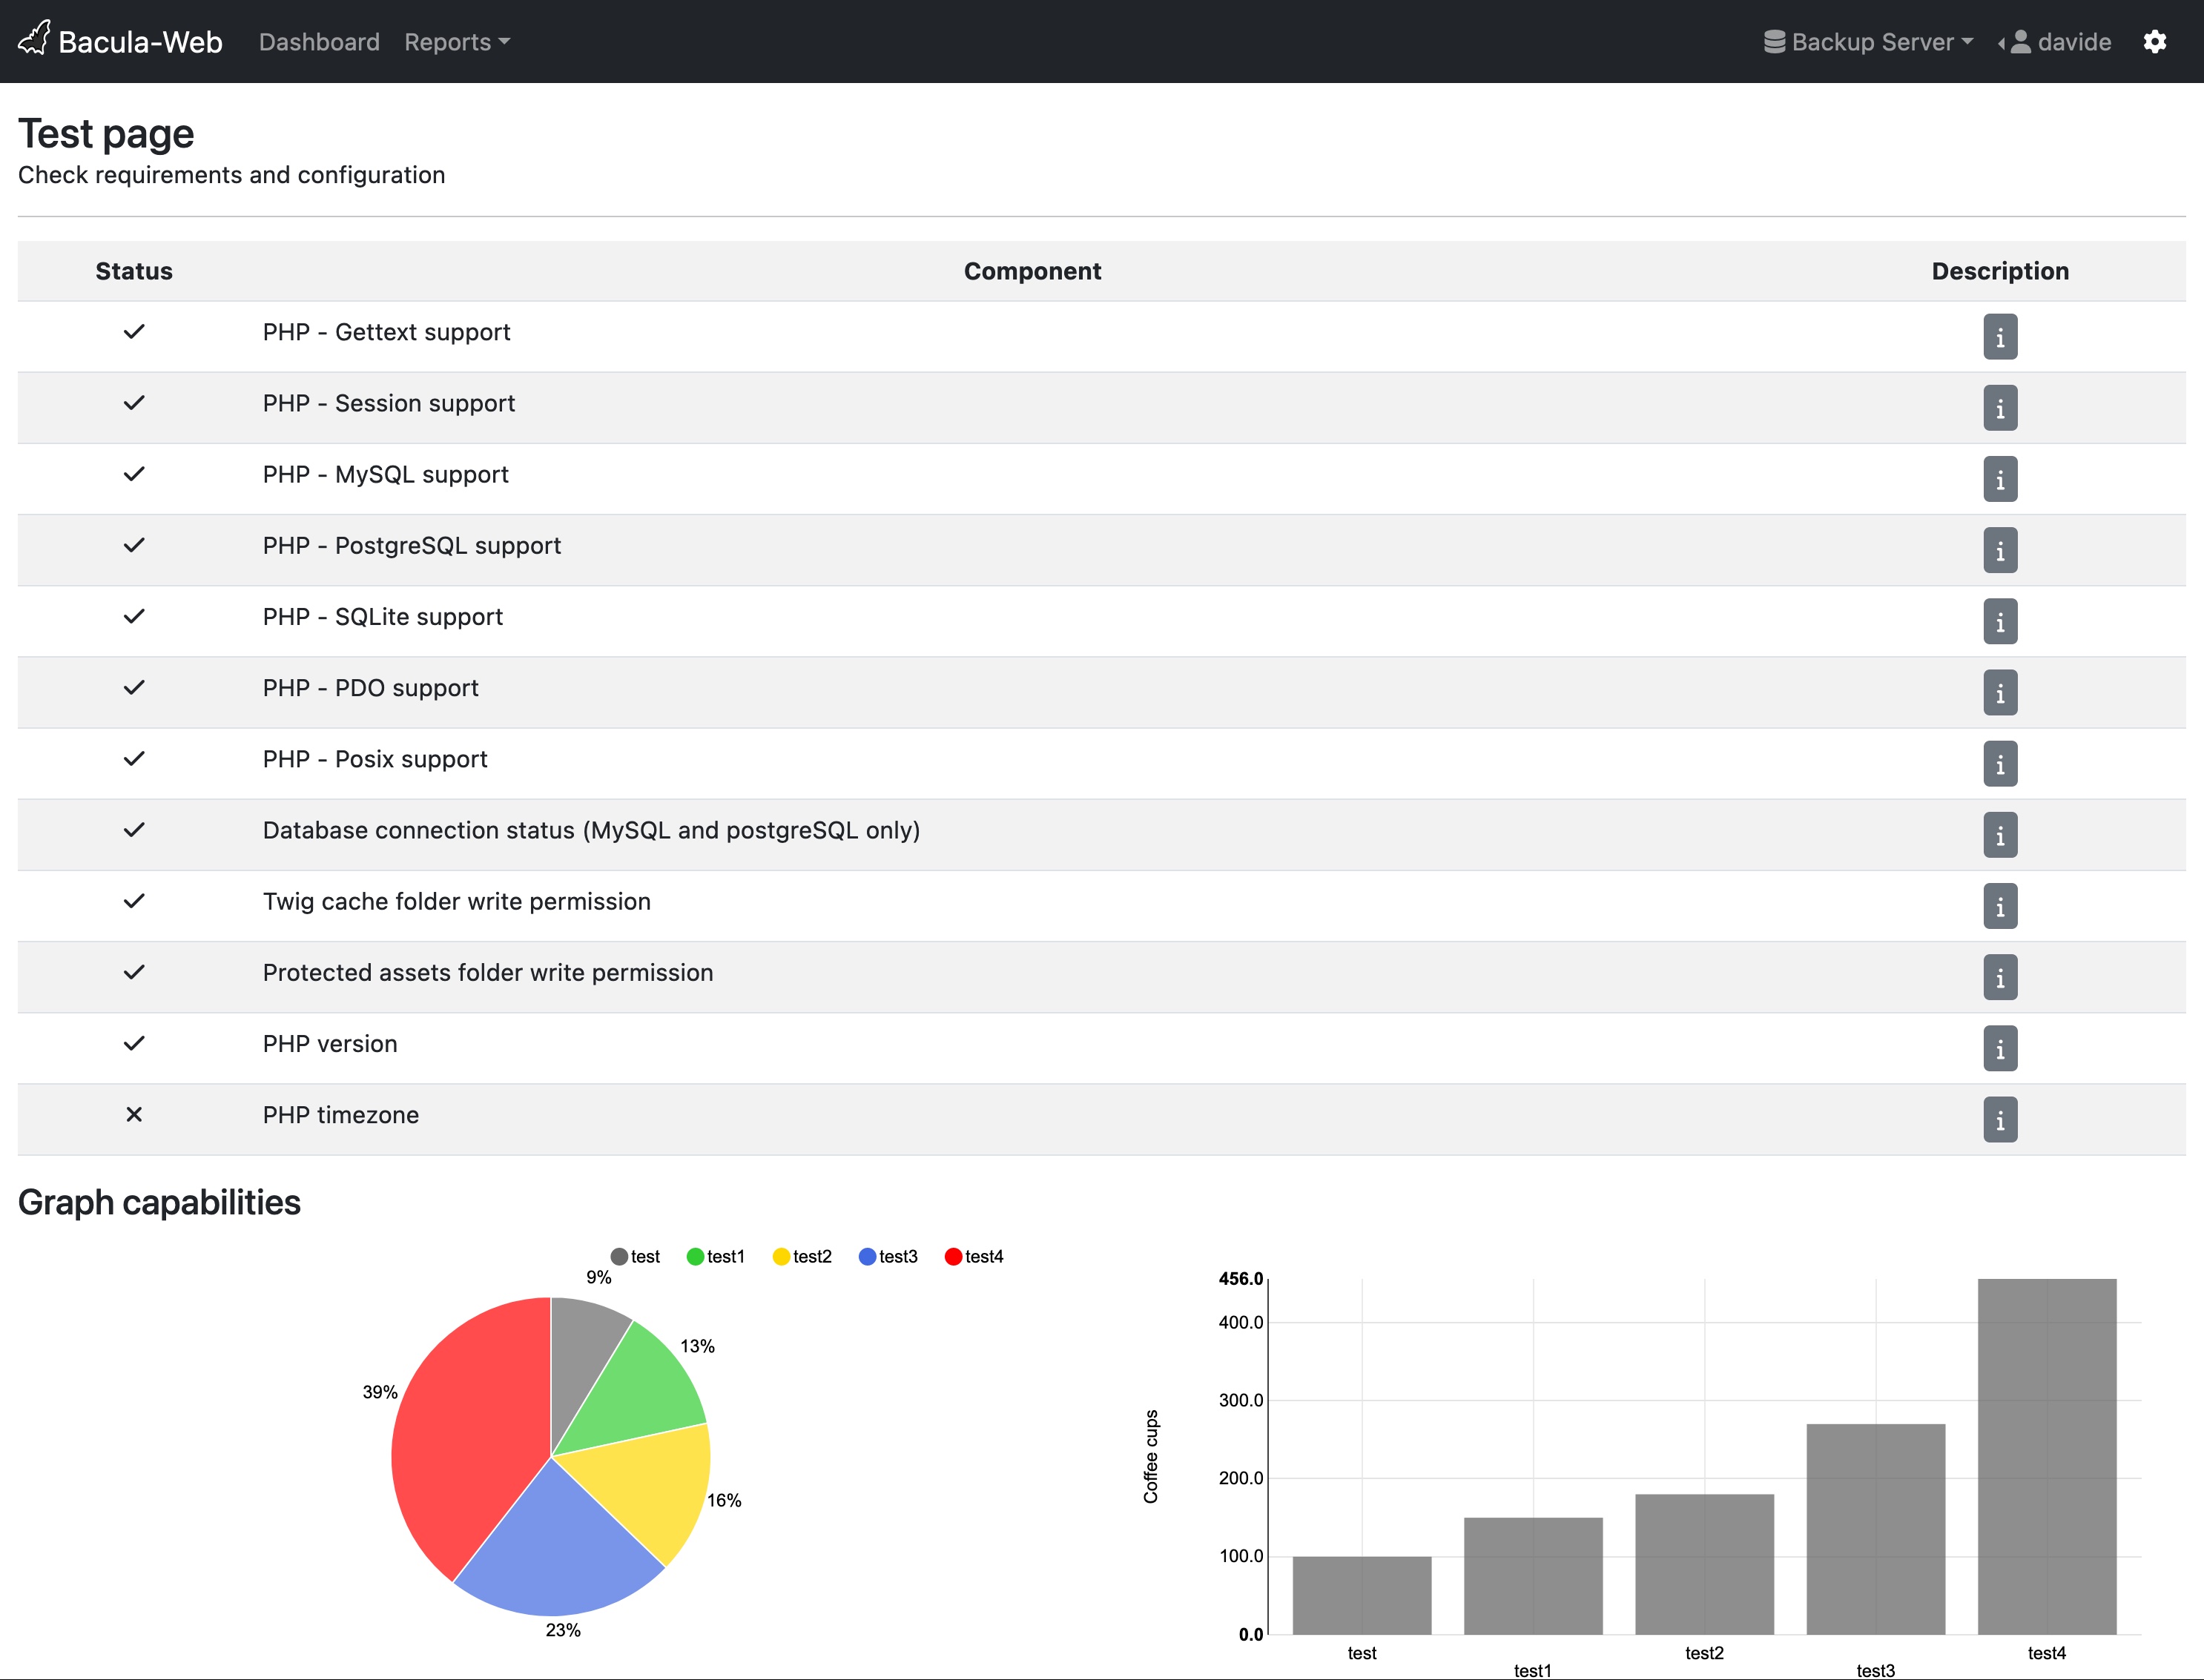 Bacula-Web Dashboard Reports Backup Server davide
Test page
Check requirements and configuration
Status Component Description
PHP - Gettext support
PHP - Session support
PHP - MySQL support
PHP - PostgreSQL support
PHP - SQLite support
PHP - PDO support
PHP - Posix support
Database connection status (MySQL and postgreSQL only)
Twig cache folder write permission
Protected assets folder write permission
PHP version
PHP timezone
Graph capabilities
test test1 test2 test3 test4
9%
13%
39%
16%
23%
456.0
400.0
300.0
200.0
100.0
0.0
Coffee cups
test test1 test2 test3 test4